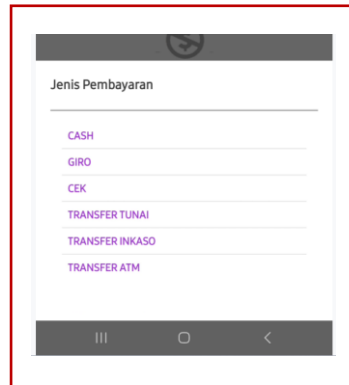 Jenis Pembayaran
CASH
GIRO
CEK
TRANSFER TUNAI
TRANSFER INKASO
TRANSFER ATM